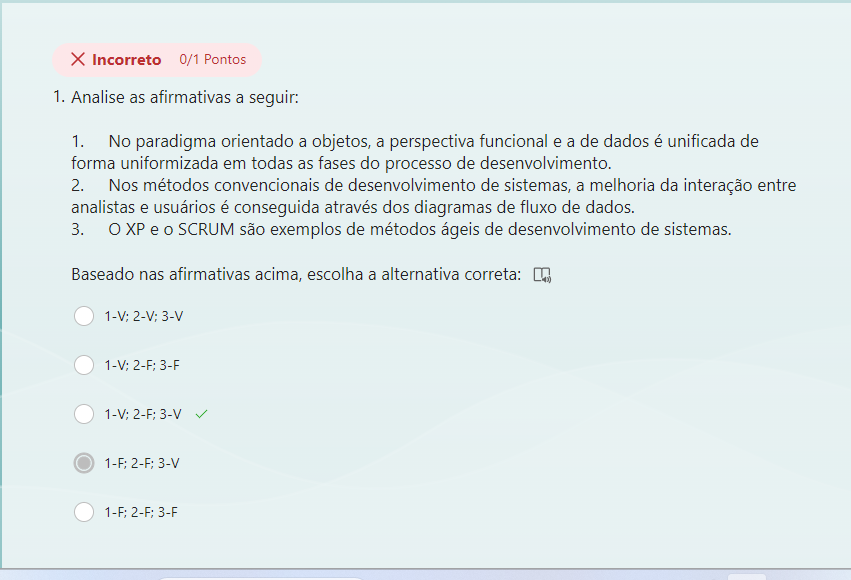 Incorreto 0/1 Pontos
1. Analise as afirmativas a seguir:
1. No paradigma orientado a objetos, a perspectiva funcional e a de dados é unificada de
forma uniformizada em todas as fases do processo de desenvolvimento.
2. Nos métodos convencionais de desenvolvimento de sistemas, a melhoria da interação entre
analistas e usuários é conseguida através dos diagramas de fluxo de dados.
3. O XP e o SCRUM são exemplos de métodos ágeis de desenvolvimento de sistemas.
Baseado nas afirmativas acima, escolha a alternativa correta:
1-V; 2-V; 3-V
1-V; 2-F; 3-F
1-V; 2-F; 3-V
1-F; 2-F; 3-V
1-F; 2-F; 3-F